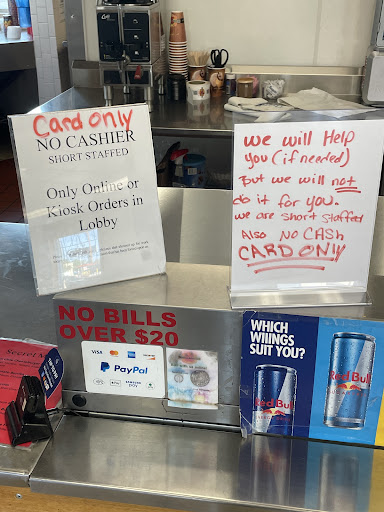 Card only
NO CASHIER
SHORT STAFFED
Only Online or
Kiosk Orders in
Lobby
we will Help
you (if needed)
But we will not
do it for you.
we are short staffed
Also NO CASH
CARD ONLY
NO BILLS
OVER $20
VISA
PayPal
WHICH
WIIINGS
SUIT YOU?
Red Bull
Red Bull
Secret